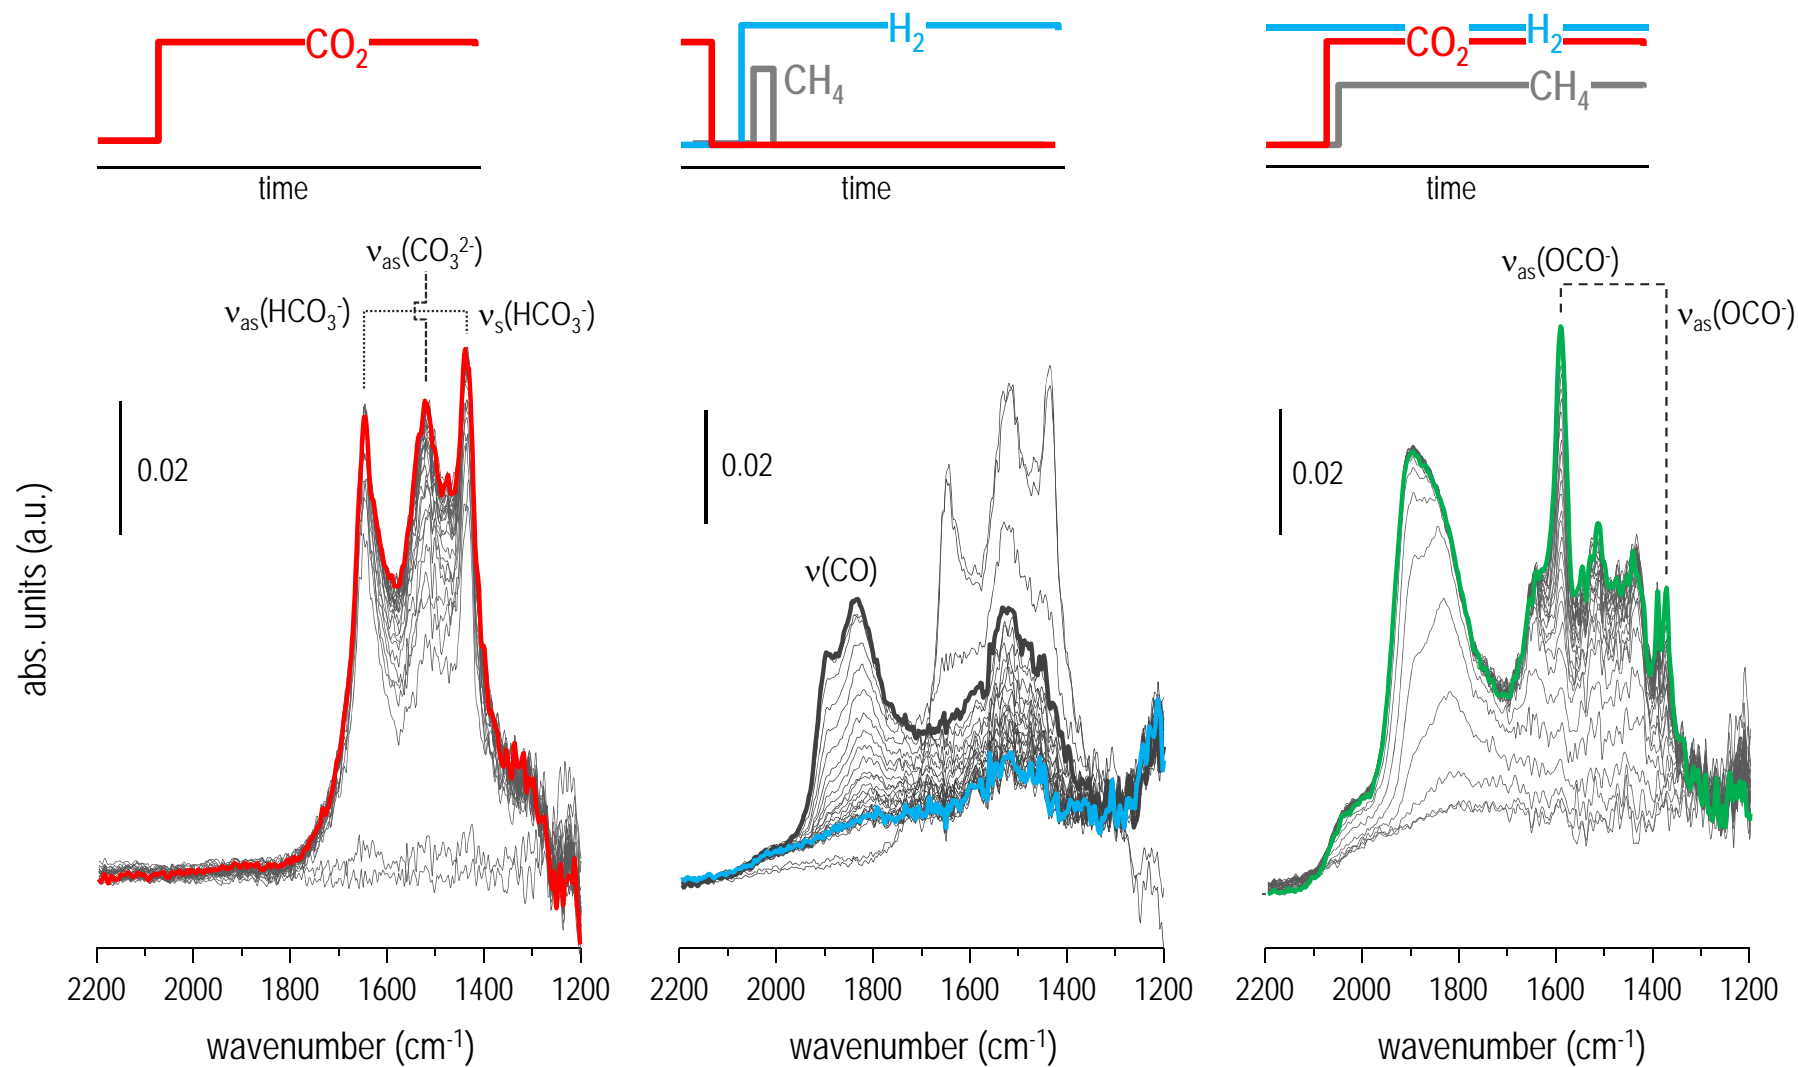 CO2
time
H2
CH4
time
H2
CO2
CH4
time
νas(CO3^2-)
νas(HCO3^-)
νs(HCO3^-)
0.02
abs. units (a.u.)
2200 2000 1800 1600 1400 1200
wavenumber (cm^-1)
0.02
ν(CO)
2200 2000 1800 1600 1400 1200
wavenumber (cm^-1)
νas(OCO^-)
νas(OCO^-)
0.02
2200 2000 1800 1600 1400 1200
wavenumber (cm^-1)